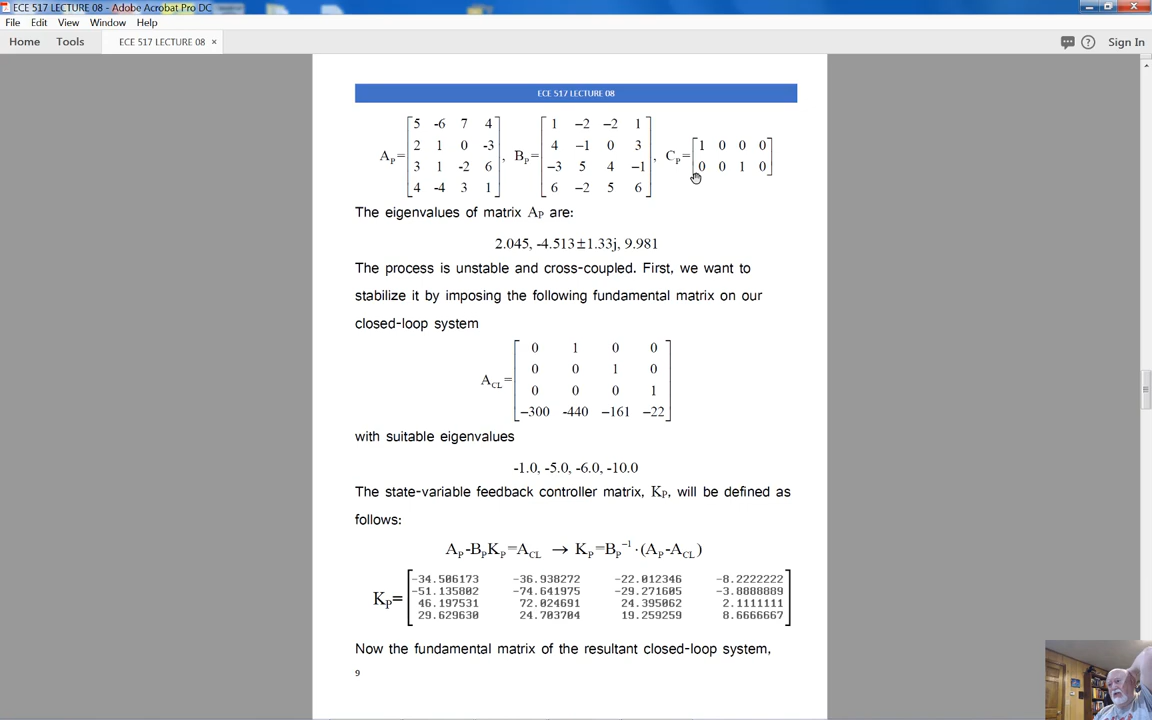 ECE 517 LECTURE 08 - Adobe Acrobat Pro DC
File Edit View Window Help
Home Tools ECE 517 LECTURE 08 × Sign In
ECE 517 LECTURE 08
5 -6 7 4 1 −2 −2 1
2 1 0 -3 4 −1 0 3 1 0 0 0
A_P= , B_P= , C_P=
3 1 -2 6 −3 5 4 −1 0 0 1 0
4 -4 3 1 6 −2 5 6
The eigenvalues of matrix A_P are:
2.045, -4.513±1.33j, 9.981
The process is unstable and cross-coupled. First, we want to
stabilize it by imposing the following fundamental matrix on our
closed-loop system
0 1 0 0
0 0 1 0
A_CL=
0 0 0 1
−300 -440 −161 −22
with suitable eigenvalues
-1.0, -5.0, -6.0, -10.0
The state-variable feedback controller matrix, K_P, will be defined as
follows:
A_P-B_PK_P=A_CL → K_P=B_P⁻¹·(A_P-A_CL)
-34.506173 -36.938272 -22.012346 -8.2222222
-51.135802 -74.641975 -29.271605 -3.8888889
K_P=
46.197531 72.024691 24.395062 2.1111111
29.629630 24.703704 19.259259 8.6666667
Now the fundamental matrix of the resultant closed-loop system,
9